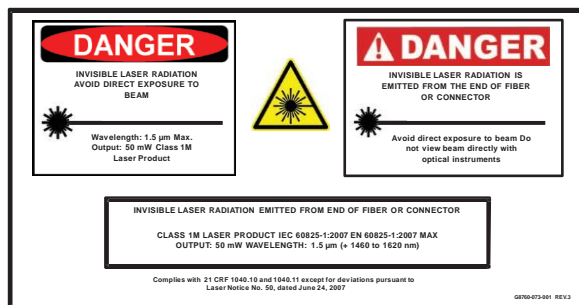 DANGER
INVISIBLE LASER RADIATION
AVOID DIRECT EXPOSURE TO
BEAM
Wavelength: 1.5 µm Max.
Output: 50 mW Class 1M
Laser Product
DANGER
INVISIBLE LASER RADIATION IS
EMITTED FROM THE END OF FIBER
OR CONNECTOR
Avoid direct exposure to beam Do
not view beam directly with
optical instruments
INVISIBLE LASER RADIATION EMITTED FROM END OF FIBER OR CONNECTOR
CLASS 1M LASER PRODUCT IEC 60825-1:2007 EN 60825-1:2007 MAX
OUTPUT: 50 mW WAVELENGTH: 1.5 µm (+ 1460 to 1620 nm)
Complies with 21 CRF 1040.10 and 1040.11 except for deviations pursuant to
Laser Notice No. 50, dated June 24, 2007
G8760-073-001 REV.3